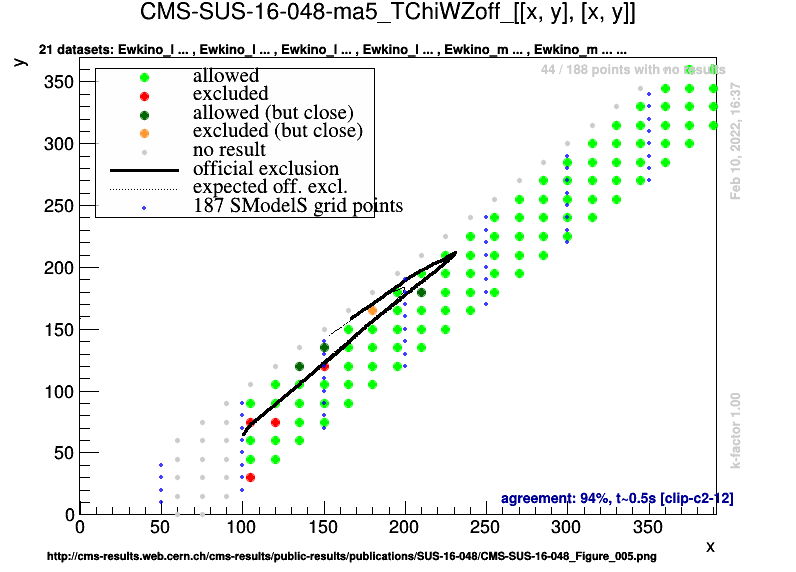 CMS-SUS-16-048-ma5_TChiWZoff_[[x, y], [x, y]]
21 datasets: Ewkino_l ... , Ewkino_l ... , Ewkino_l ... , Ewkino_l ... , Ewkino_m ... , Ewkino_m ... ...
y
44 / 188 points with no results
allowed
excluded
allowed (but close)
excluded (but close)
no result
official exclusion
expected off. excl.
187 SModelS grid points
350
300
250
200
150
100
50
0
Feb 10, 2022, 16:37
k-factor 1.00
agreement: 94%, t~0.5s [clip-c2-12]
0 50 100 150 200 250 300 350
x
http://cms-results.web.cern.ch/cms-results/public-results/publications/SUS-16-048/CMS-SUS-16-048_Figure_005.png